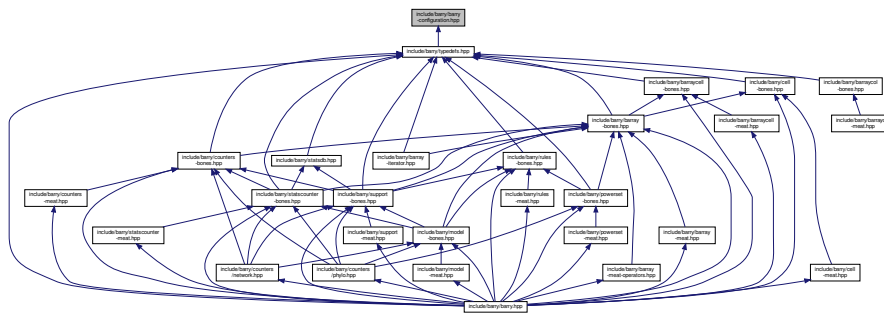 include/barry/barry
-configuration.hpp
include/barry/typedefs.hpp
include/barry/barraycell
-bones.hpp
include/barry/cell
-bones.hpp
include/barry/barraycol
-bones.hpp
include/barry/barray
-bones.hpp
include/barry/barraycell
-meat.hpp
include/barry/barrayc
-meat.hpp
include/barry/counters
-bones.hpp
include/barry/statsdb.hpp
include/barry/barray
-iterator.hpp
include/barry/rules
-bones.hpp
include/barry/counters
-meat.hpp
include/barry/statscounter
-bones.hpp
include/barry/support
-bones.hpp
include/barry/rules
-meat.hpp
include/barry/powerset
-bones.hpp
include/barry/statscounter
-meat.hpp
include/barry/support
-meat.hpp
include/barry/model
-bones.hpp
include/barry/powerset
-meat.hpp
include/barry/barray
-meat.hpp
include/barry/counters
/network.hpp
include/barry/counters
/phylo.hpp
include/barry/model
-meat.hpp
include/barry/barray
-meat-operators.hpp
include/barry/cell
-meat.hpp
include/barry/barry.hpp